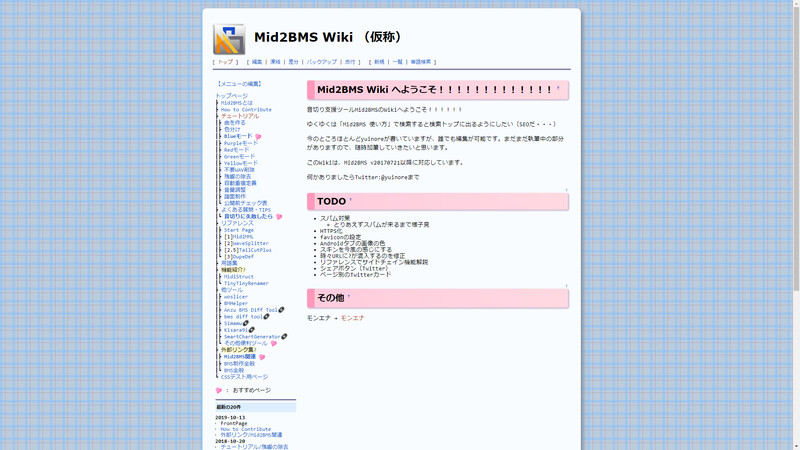 Mid2BMS Wiki （仮称）
[ トップ ] [ 編集 | 凍結 | 差分 | バックアップ | 添付 ] [ 新規 | 一覧 | 単語検索 ]
[メニューの編集]
トップページ
Mid2BMSとは
How to Contribute
チュートリアル
曲を作る
色分け
Blueモード
Purpleモード
Redモード
Greenモード
Yellowモード
不要WAV削除
残響の除去
自動重複定義
音量調整
譜面制作
公開前チェック表
よくある質問・TIPS
音切りに失敗したら
リファレンス
Start Page
[1]Mid2MML
[2]WaveSplitter
[2.5]TailCutPlus
[3]DupeDef
用語集
機能紹介?
MidiStruct
TinyTinyRenamer
他ツール
woslicer
BMHelper
Anzu BMS Diff Tool
bms diff tool
Simemu
Kisara9i
SmartChartGenerator
その他便利ツール
外部リンク集?
Mid2BMS関連
BMS制作全般
BMS全般
CSSテスト用ページ
： おすすめページ
最新の20件
2019-10-13
FrontPage
How to Contribute
外部リンク/Mid2BMS関連
2018-10-20
チュートリアル/残響の除去
Mid2BMS Wiki へようこそ！！！！！！！！！！！！！ †
音切り支援ツールMid2BMSのWikiへようこそ！！！！！！
ゆくゆくは「Mid2BMS 使い方」で検索すると検索トップに出るようにしたい（SEOだ・・・）
今のところほとんどyuinoreが書いていますが、誰でも編集が可能です。まだまだ執筆中の部分がありますので、随時加筆していきたいと思います。
このWikiは、Mid2BMS v20170721以降に対応しています。
何かありましたらTwitter:@yuinoreまで
↑
TODO †
スパム対策
とりあえずスパムが来るまで様子見
HTTPS化
faviconの設定
Androidタブの画像の色
スキンを今風の感じにする
時々URLに/が混入するのを修正
リファレンスでサイトチェイン機能解説
シェアボタン（Twitter）
ページ別のTwitterカード
↑
その他 †
モンエナ → モンエナ